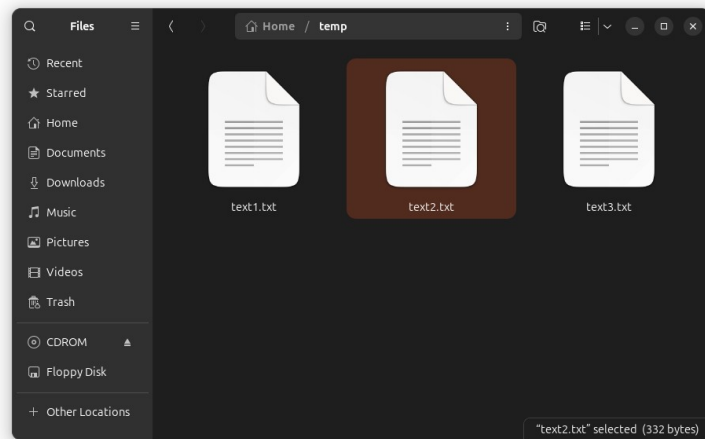 Files
Home / temp
Recent
Starred
Home
Documents
Downloads
Music
Pictures
Videos
Trash
CDROM
Floppy Disk
Other Locations
text1.txt
text2.txt
text3.txt
“text2.txt” selected (332 bytes)